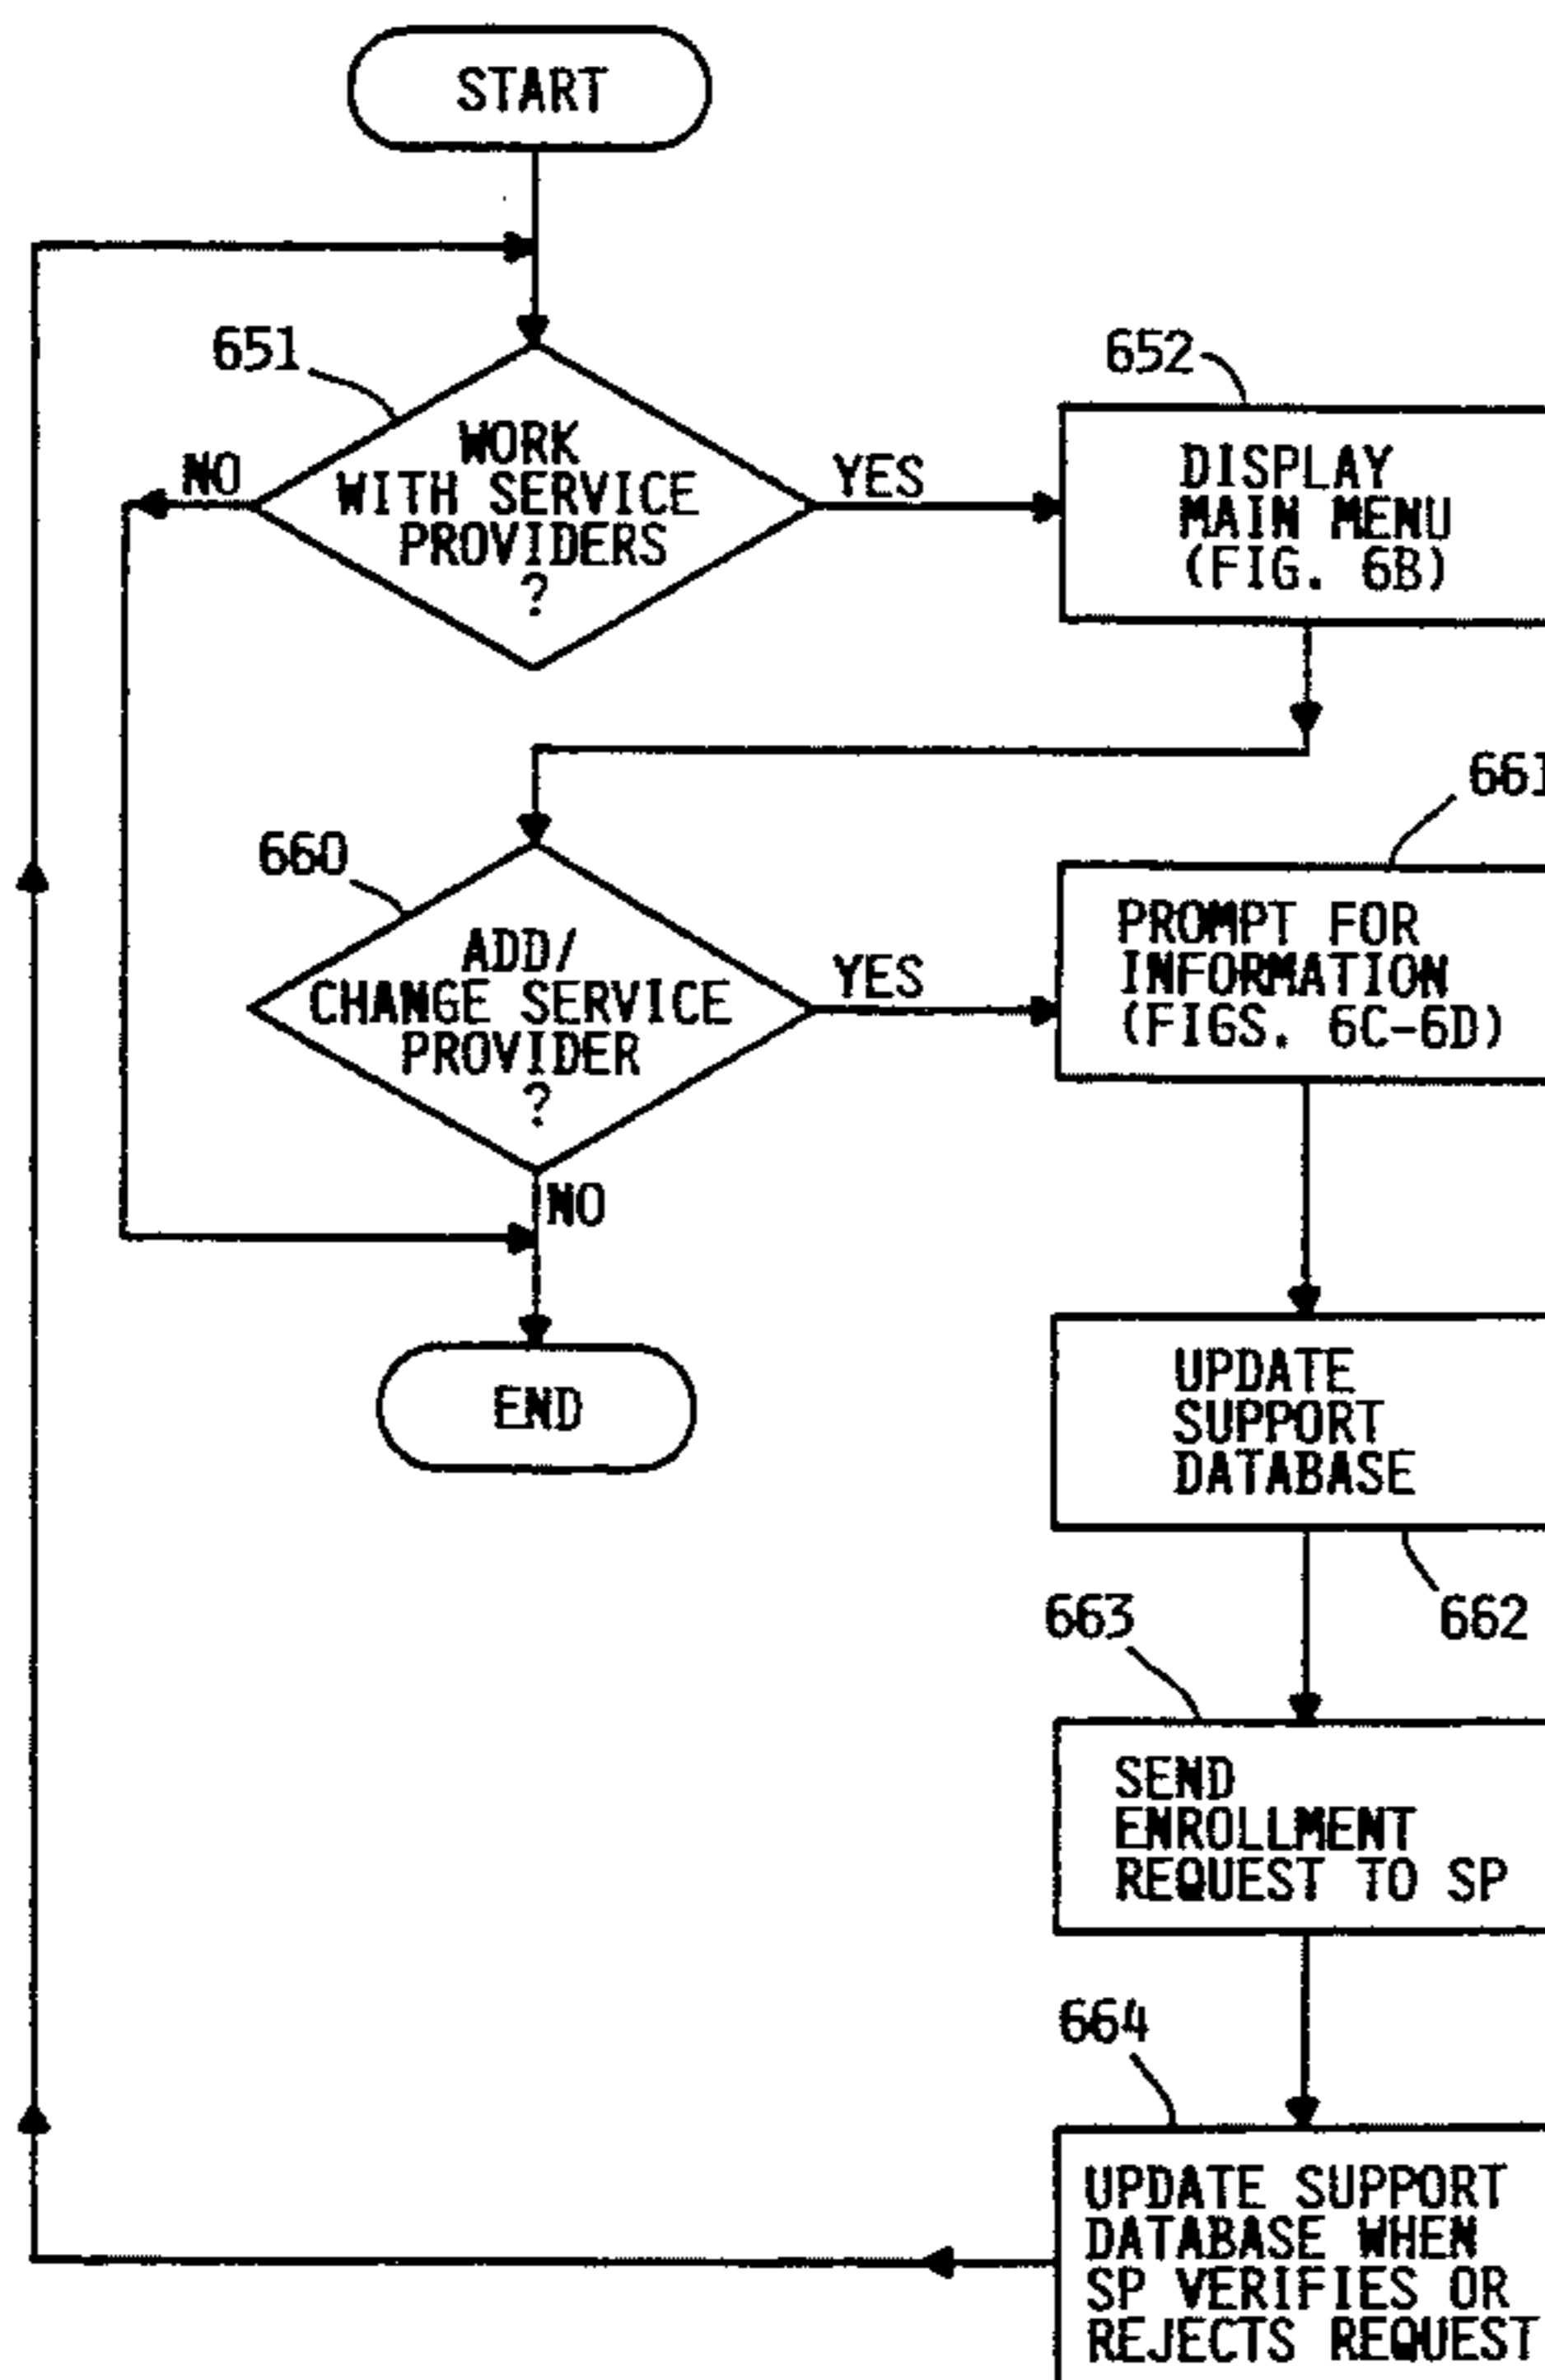 START
651
WORK
WITH SERVICE
PROVIDERS
?
NO
YES
652
DISPLAY
MAIN MENU
(FIG. 6B)
660
ADD/
CHANGE SERVICE
PROVIDER
?
YES
NO
661
PROMPT FOR
INFORMATION
(FIGS. 6C-6D)
END
UPDATE
SUPPORT
DATABASE
662
663
SEND
ENROLLMENT
REQUEST TO SP
664
UPDATE SUPPORT
DATABASE WHEN
SP VERIFIES OR
REJECTS REQUEST